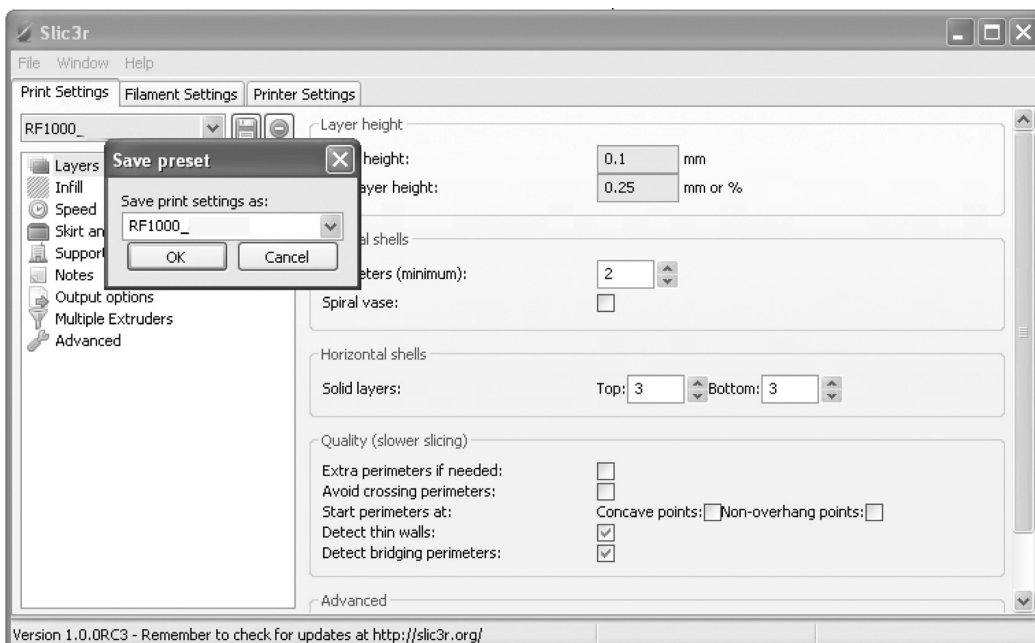 Slic3r
File Window Help
Print Settings Filament Settings Printer Settings
RF1000_
Save preset
Save print settings as:
RF1000_
OK Cancel
Layers
Infill
Speed
Skirt an
Support
Notes
Output options
Multiple Extruders
Advanced
Layer height
height: 0.1 mm
ayer height: 0.25 mm or %
al shells
eters (minimum): 2
Spiral vase:
Horizontal shells
Solid layers: Top: 3 Bottom: 3
Quality (slower slicing)
Extra perimeters if needed:
Avoid crossing perimeters:
Start perimeters at: Concave points: Non-overhang points:
Detect thin walls:
Detect bridging perimeters:
Advanced
Version 1.0.0RC3 - Remember to check for updates at http://slic3r.org/